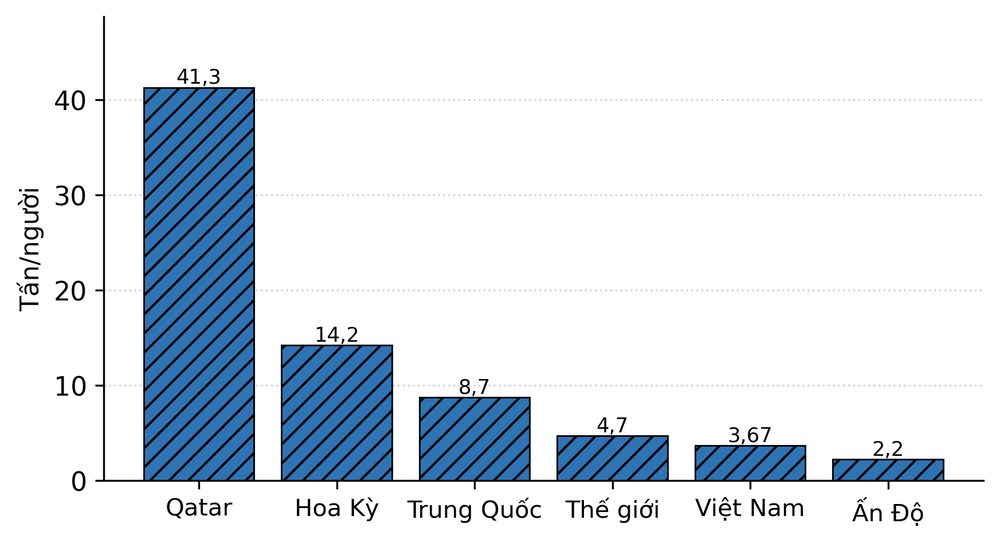 Tấn/người
40
30
20
10
0
41,3
14,2
8,7
4,7
3,67
2,2
Qatar
Hoa Kỳ
Trung Quốc
Thế giới
Việt Nam
Ấn Độ